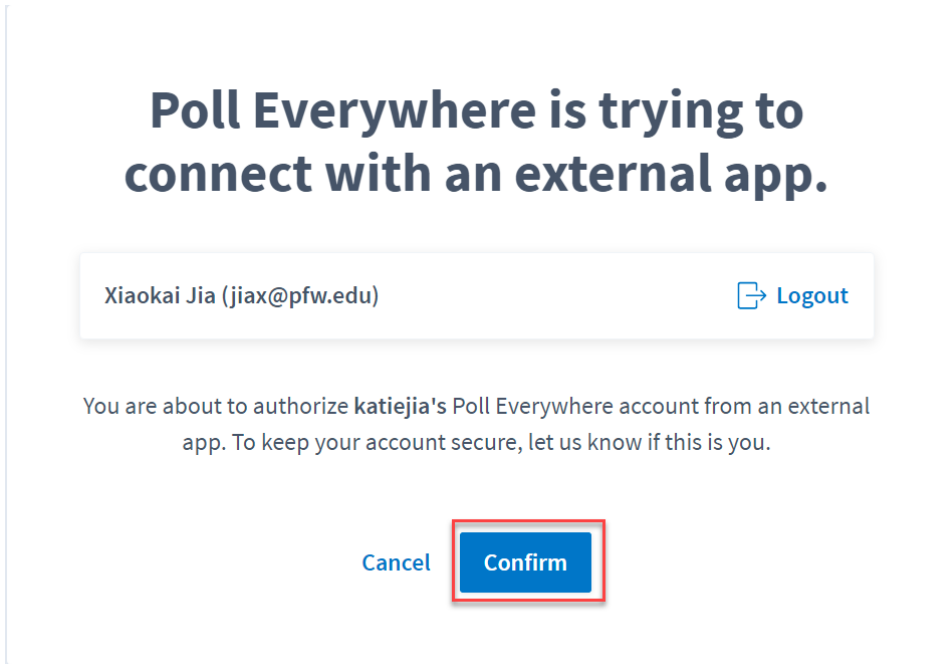 Poll Everywhere is trying to
connect with an external app.
Xiaokai Jia (jiax@pfw.edu)
Logout
You are about to authorize katiejia's Poll Everywhere account from an external
app. To keep your account secure, let us know if this is you.
Cancel
Confirm